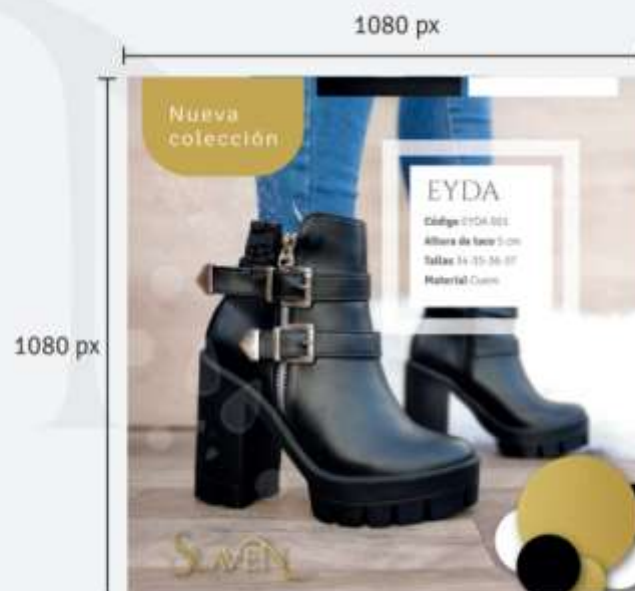 1080 px
1080 px
Nueva
colección
EYDA
Código EYDA 001
Altura de taco 5 cm
Tallas 34-35-36-37
Material Cuero
SLAVEN